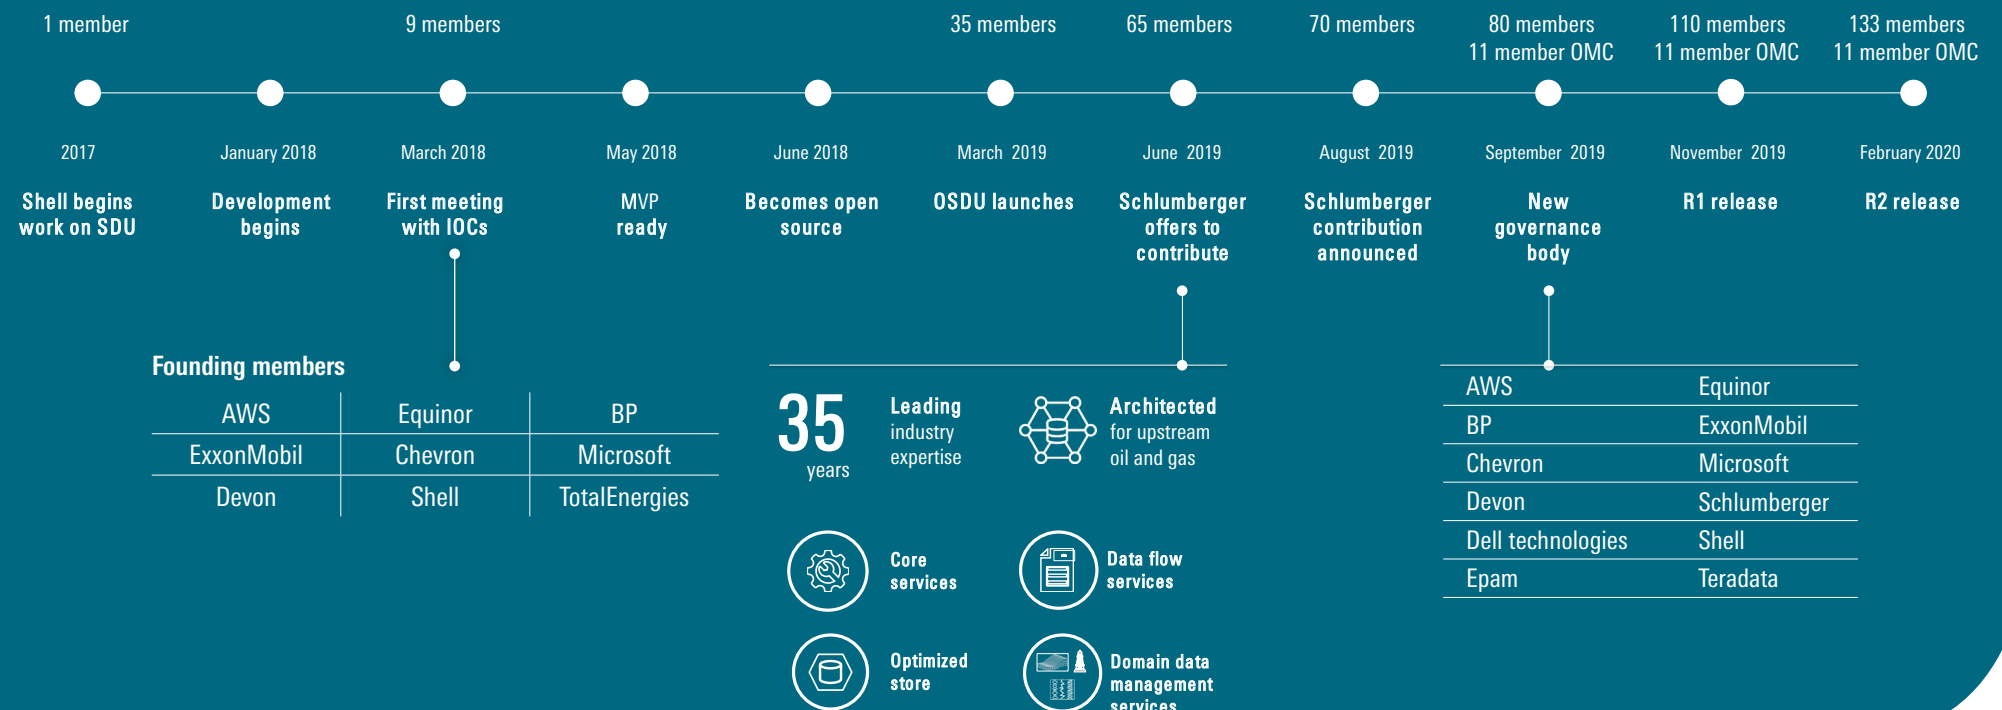 1 member
9 members
35 members
65 members
70 members
80 members
11 member OMC
110 members
11 member OMC
133 members
11 member OMC
2017
January 2018
March 2018
May 2018
June 2018
March 2019
June 2019
August 2019
September 2019
November 2019
February 2020
Shell begins
work on SDU
Development
begins
First meeting
with IOCs
MVP
ready
Becomes open
source
OSDU launches
Schlumberger
offers to
contribute
Schlumberger
contribution
announced
New
governance
body
R1 release
R2 release
Founding members
AWS
Equinor
BP
ExxonMobil
Chevron
Microsoft
Devon
Shell
TotalEnergies
35
years
Leading
industry
expertise
Architected
for upstream
oil and gas
Core
services
Data flow
services
Optimized
store
Domain data
management
services
AWS
Equinor
BP
ExxonMobil
Chevron
Microsoft
Devon
Schlumberger
Dell technologies
Shell
Epam
Teradata